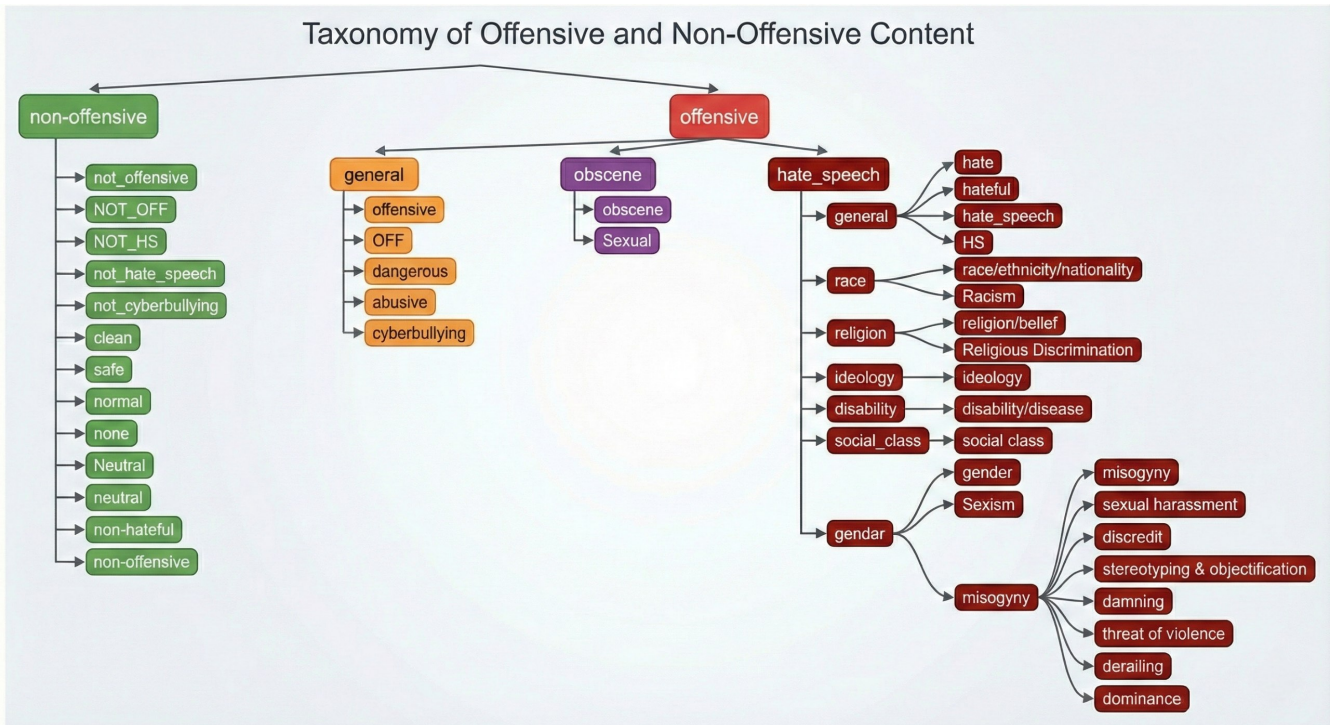 Taxonomy of Offensive and Non-Offensive Content
non-offensive
not_offensive
NOT_OFF
NOT_HS
not_hate_speech
not_cyberbullying
clean
safe
normal
none
Neutral
neutral
non-hateful
non-offensive
offensive
general
offensive
OFF
dangerous
abusive
cyberbullying
obscene
obscene
Sexual
hate_speech
general
hate
hateful
hate_speech
HS
race
race/ethnicity/nationality
Racism
religion
religion/belief
Religious Discrimination
ideology
ideology
disability
disability/disease
social_class
social class
gendar
gender
Sexism
misogyny
misogyny
sexual harassment
discredit
stereotyping & objectification
damning
threat of violence
derailing
dominance